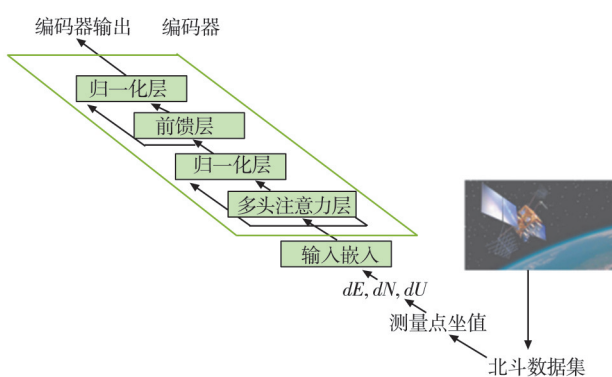 编码器输出 编码器
归一化层
前馈层
归一化层
多头注意力层
输入嵌入
dE, dN, dU
测量点坐值
北斗数据集